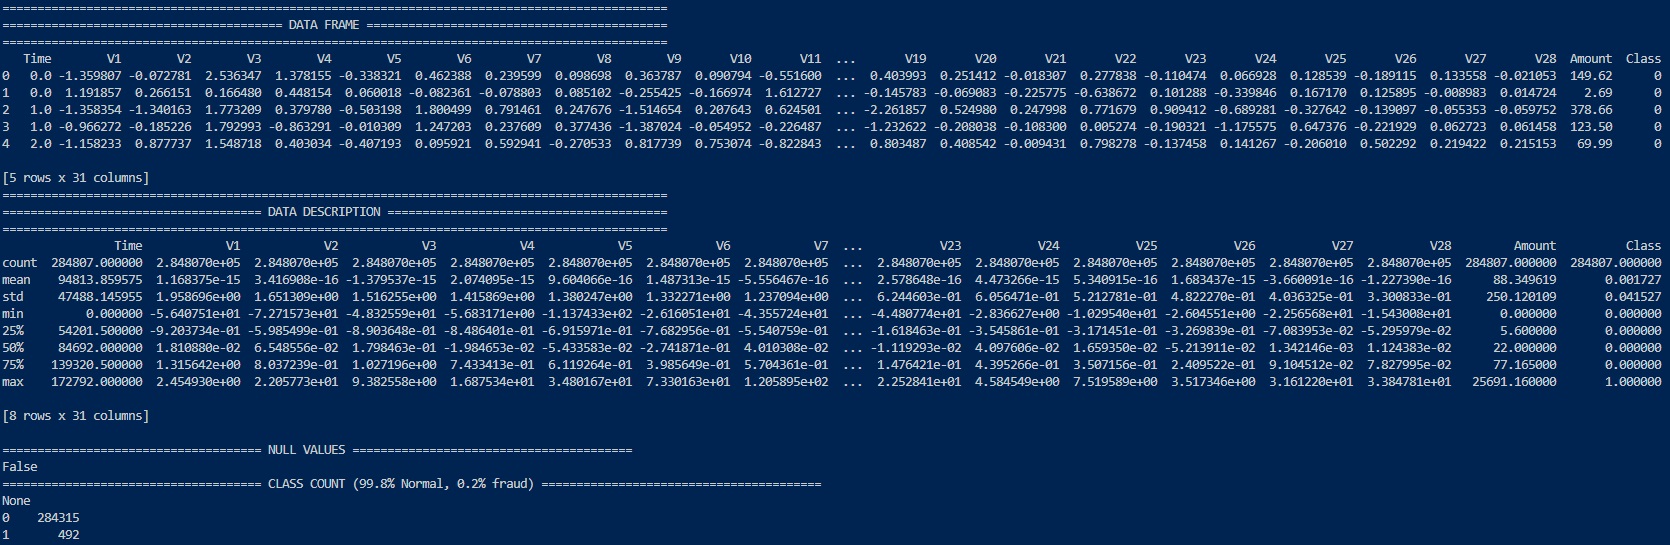 ===============================================================================================
======================================== DATA FRAME ===========================================
===============================================================================================
   Time        V1        V2        V3        V4        V5        V6        V7        V8        V9       V10       V11  ...       V19       V20       V21       V22       V23       V24       V25       V26       V27       V28  Amount  Class
0   0.0 -1.359807 -0.072781  2.536347  1.378155 -0.338321  0.462388  0.239599  0.098698  0.363787  0.090794 -0.551600  ...  0.403993  0.251412 -0.018307  0.277838 -0.110474  0.066928  0.128539 -0.189115  0.133558 -0.021053  149.62      0
1   0.0  1.191857  0.266151  0.166480  0.448154  0.060018 -0.082361 -0.078803  0.085102 -0.255425 -0.166974  1.612727  ... -0.145783 -0.069083 -0.225775 -0.638672  0.101288 -0.339846  0.167170  0.125895 -0.008983  0.014724    2.69      0
2   1.0 -1.358354 -1.340163  1.773209  0.379780 -0.503198  1.800499  0.791461  0.247676 -1.514654  0.207643  0.624501  ... -2.261857  0.524980  0.247998  0.771679  0.909412 -0.689281 -0.327642 -0.139097 -0.055353 -0.059752  378.66      0
3   1.0 -0.966272 -0.185226  1.792993 -0.863291 -0.010309  1.247203  0.237609  0.377436 -1.387024 -0.054952 -0.226487  ... -1.232622 -0.208038 -0.108300  0.005274 -0.190321 -1.175575  0.647376 -0.221929  0.062723  0.061458  123.50      0
4   2.0 -1.158233  0.877737  1.548718  0.403034 -0.407193  0.095921  0.592941 -0.270533  0.817739  0.753074 -0.822843  ...  0.803487  0.408542 -0.009431  0.798278 -0.137458  0.141267 -0.206010  0.502292  0.219422  0.215153   69.99      0
[5 rows x 31 columns]
===============================================================================================
===================================== DATA DESCRIPTION ========================================
===============================================================================================
                Time            V1            V2            V3            V4            V5            V6            V7  ...           V23           V24           V25           V26           V27           V28         Amount          Class
count  284807.000000  2.848070e+05  2.848070e+05  2.848070e+05  2.848070e+05  2.848070e+05  2.848070e+05  2.848070e+05  ...  2.848070e+05  2.848070e+05  2.848070e+05  2.848070e+05  2.848070e+05  2.848070e+05  284807.000000  284807.000000
mean    94813.859575  1.168375e-15  3.416908e-16 -1.379537e-15  2.074095e-15  9.604066e-16  1.487313e-15 -5.556467e-16  ...  2.578648e-16  4.473266e-15  5.340915e-16  1.683437e-15 -3.660091e-16 -1.227390e-16      88.349619       0.001727
std     47488.145955  1.958696e+00  1.651309e+00  1.516255e+00  1.415869e+00  1.380247e+00  1.332271e+00  1.237094e+00  ...  6.244603e-01  6.056471e-01  5.212781e-01  4.822270e-01  4.036325e-01  3.300833e-01     250.120109       0.041527
min         0.000000 -5.640751e+01 -7.271573e+01 -4.832559e+01 -5.683171e+00 -1.137433e+02 -2.616051e+01 -4.355724e+01  ... -4.480774e+01 -2.836627e+00 -1.029540e+01 -2.604551e+00 -2.256568e+01 -1.543008e+01       0.000000       0.000000
25%     54201.500000 -9.203734e-01 -5.985499e-01 -8.903648e-01 -8.486401e-01 -6.915971e-01 -7.682956e-01 -5.540759e-01  ... -1.618463e-01 -3.545861e-01 -3.171451e-01 -3.269839e-01 -7.083953e-02 -5.295979e-02       5.600000       0.000000
50%     84692.000000  1.810880e-02  6.548556e-02  1.798463e-01 -1.984653e-02 -5.433583e-02 -2.741871e-01  4.010308e-02  ... -1.119293e-02  4.097606e-02  1.659350e-02 -5.213911e-02  1.342146e-03  1.124383e-02      22.000000       0.000000
75%    139320.500000  1.315642e+00  8.037239e-01  1.027196e+00  7.433413e-01  6.119264e-01  3.985649e-01  5.704361e-01  ...  1.476421e-01  4.395266e-01  3.507156e-01  2.409522e-01  9.104512e-02  7.827995e-02      77.165000       0.000000
max    172792.000000  2.454930e+00  2.205773e+01  9.382558e+00  1.687534e+01  3.480167e+01  7.330163e+01  1.205895e+02  ...  2.252841e+01  4.584549e+00  7.519589e+00  3.517346e+00  3.161220e+01  3.384781e+01   25691.160000       1.000000
[8 rows x 31 columns]
===================================== NULL VALUES ========================================
False
===================================== CLASS COUNT (99.8% Normal, 0.2% fraud) ========================================
None
0    284315
1       492